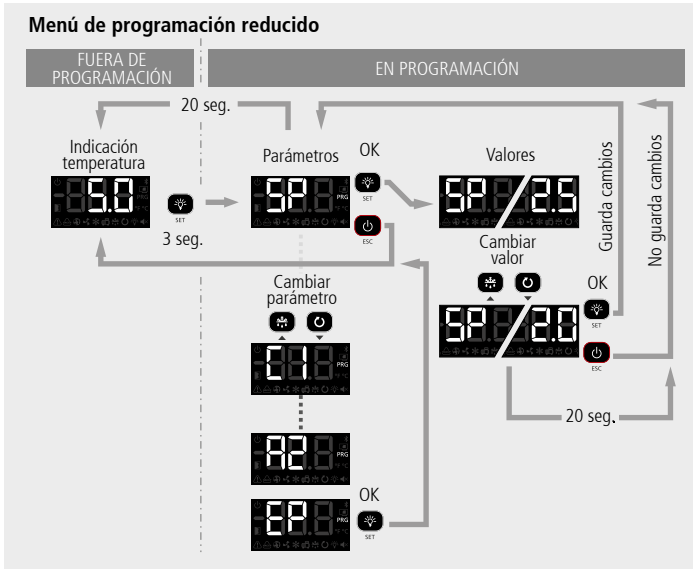 Menú de programación reducido
FUERA DE
PROGRAMACIÓN
EN PROGRAMACIÓN
20 seg.
Indicación
temperatura
Parámetros
OK
Valores
5.0
SET
3 seg.
SP
PRG
SET
ESC
SP 2.5
Cambiar
valor
Guarda cambios
No guarda cambios
Cambiar
parámetro
OK
SP 2.0
SET
ESC
C1
PRG
20 seg.
A2
PRG
EP
PRG
OK
SET